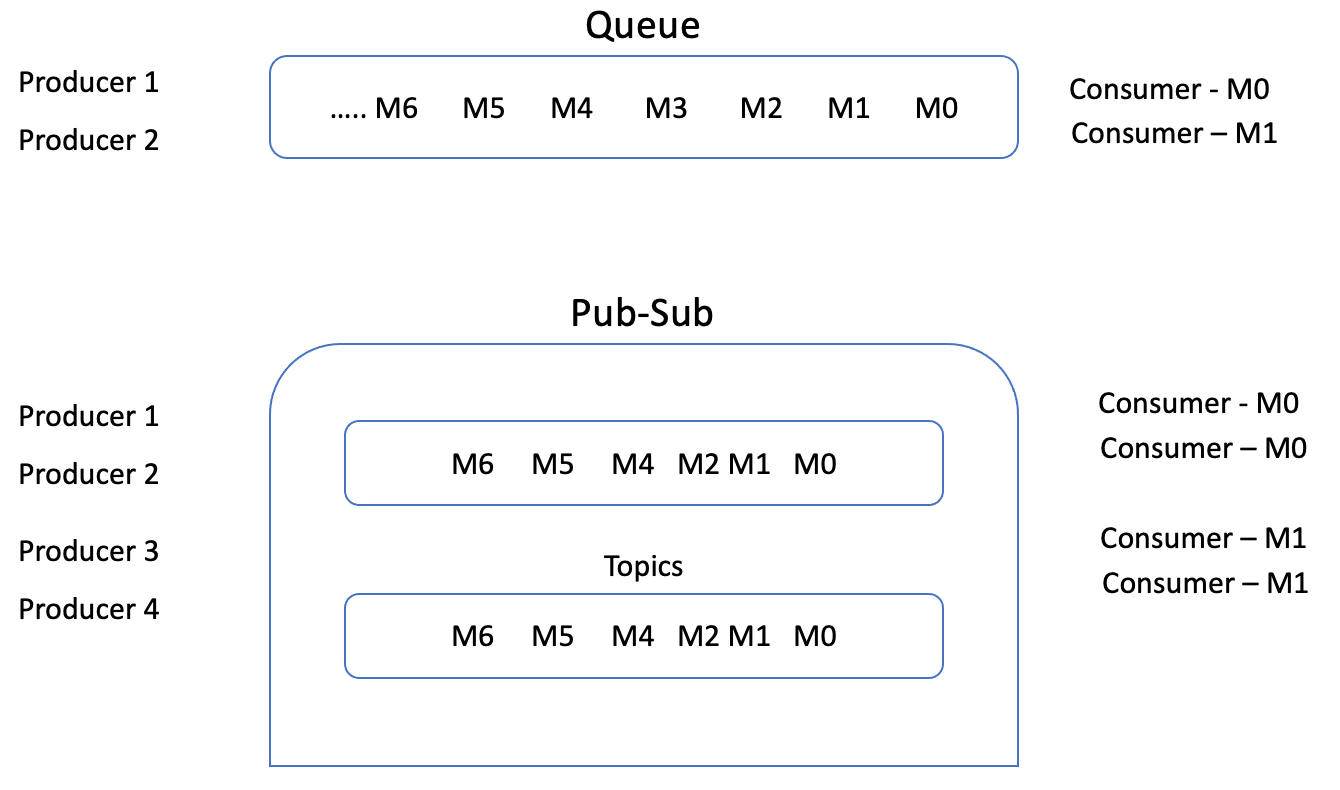 Queue
Producer 1
Producer 2
..... M6 M5 M4 M3 M2 M1 M0
Consumer - M0
Consumer – M1
Pub-Sub
Producer 1
Producer 2
Producer 3
Producer 4
M6 M5 M4 M2 M1 M0
Topics
M6 M5 M4 M2 M1 M0
Consumer - M0
Consumer – M0
Consumer – M1
Consumer – M1